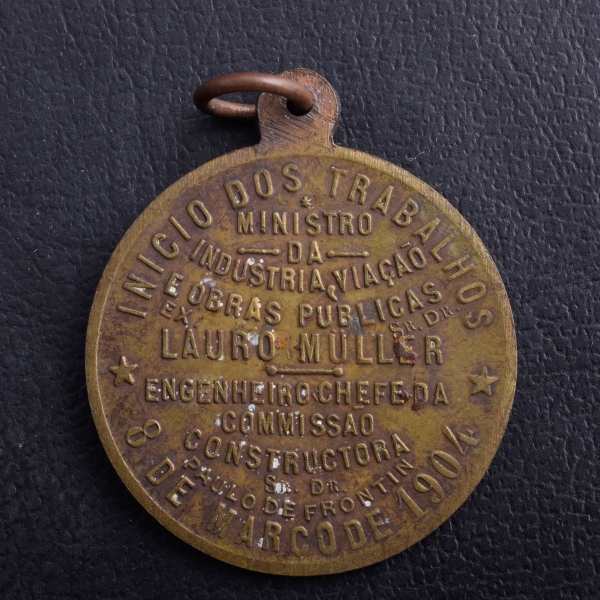 INICIO DOS TRABALHOS
MINISTRO
DA
INDUSTRIA, VIAÇÃO
E OBRAS PUBLICAS
EX SR. DR.
LAURO MÜLLER
ENGENHEIRO CHEFE DA
COMMISSÃO
CONSTRUCTORA
SR. DR.
PAULO DE FRONTIN
8 DE MARÇO DE 1904